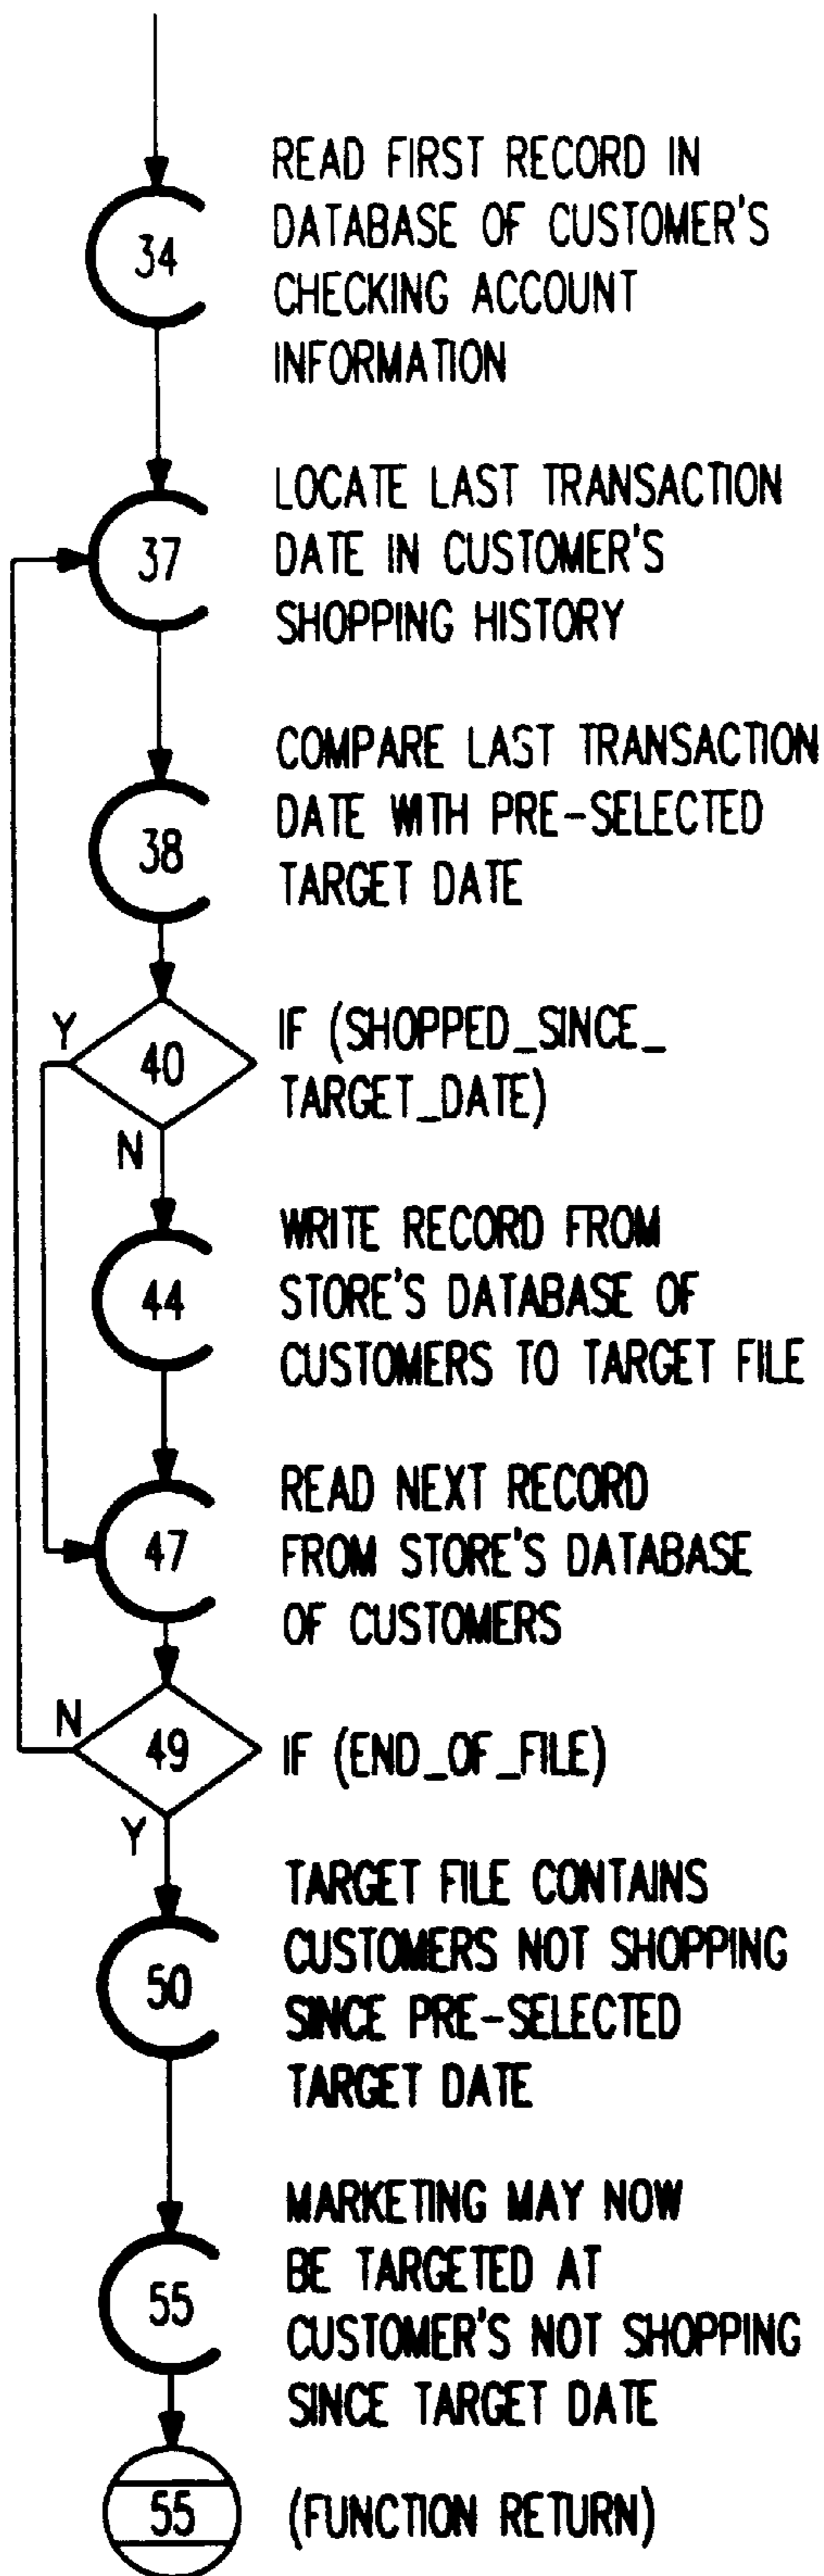 34
READ FIRST RECORD IN
DATABASE OF CUSTOMER'S
CHECKING ACCOUNT
INFORMATION
37
LOCATE LAST TRANSACTION
DATE IN CUSTOMER'S
SHOPPING HISTORY
38
COMPARE LAST TRANSACTION
DATE WITH PRE-SELECTED
TARGET DATE
Y
40
N
IF (SHOPPED_SINCE_
TARGET_DATE)
44
WRITE RECORD FROM
STORE'S DATABASE OF
CUSTOMERS TO TARGET FILE
47
READ NEXT RECORD
FROM STORE'S DATABASE
OF CUSTOMERS
N
49
Y
IF (END_OF_FILE)
50
TARGET FILE CONTAINS
CUSTOMERS NOT SHOPPING
SINCE PRE-SELECTED
TARGET DATE
55
MARKETING MAY NOW
BE TARGETED AT
CUSTOMER'S NOT SHOPPING
SINCE TARGET DATE
55
(FUNCTION RETURN)